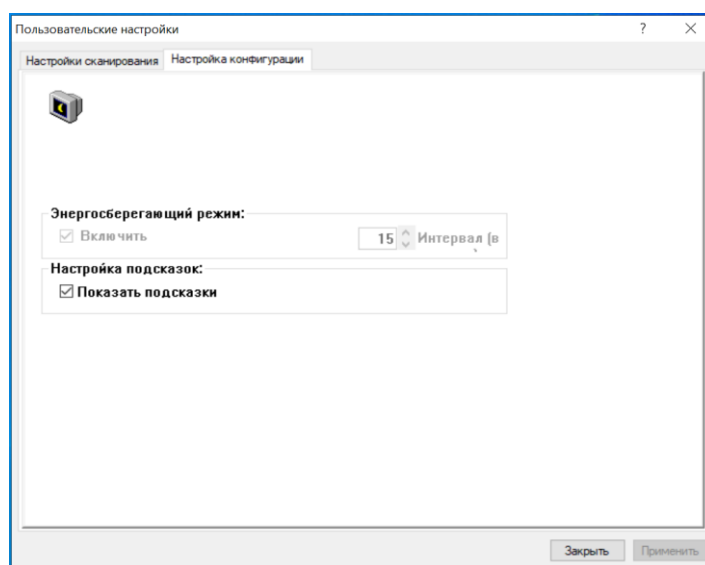 Пользовательские настройки ?
Настройки сканирования Настройка конфигурации
Энергосберегающий режим:
Включить 15 Интервал (в
Настройка подсказок:
Показать подсказки
Закрыть Применить